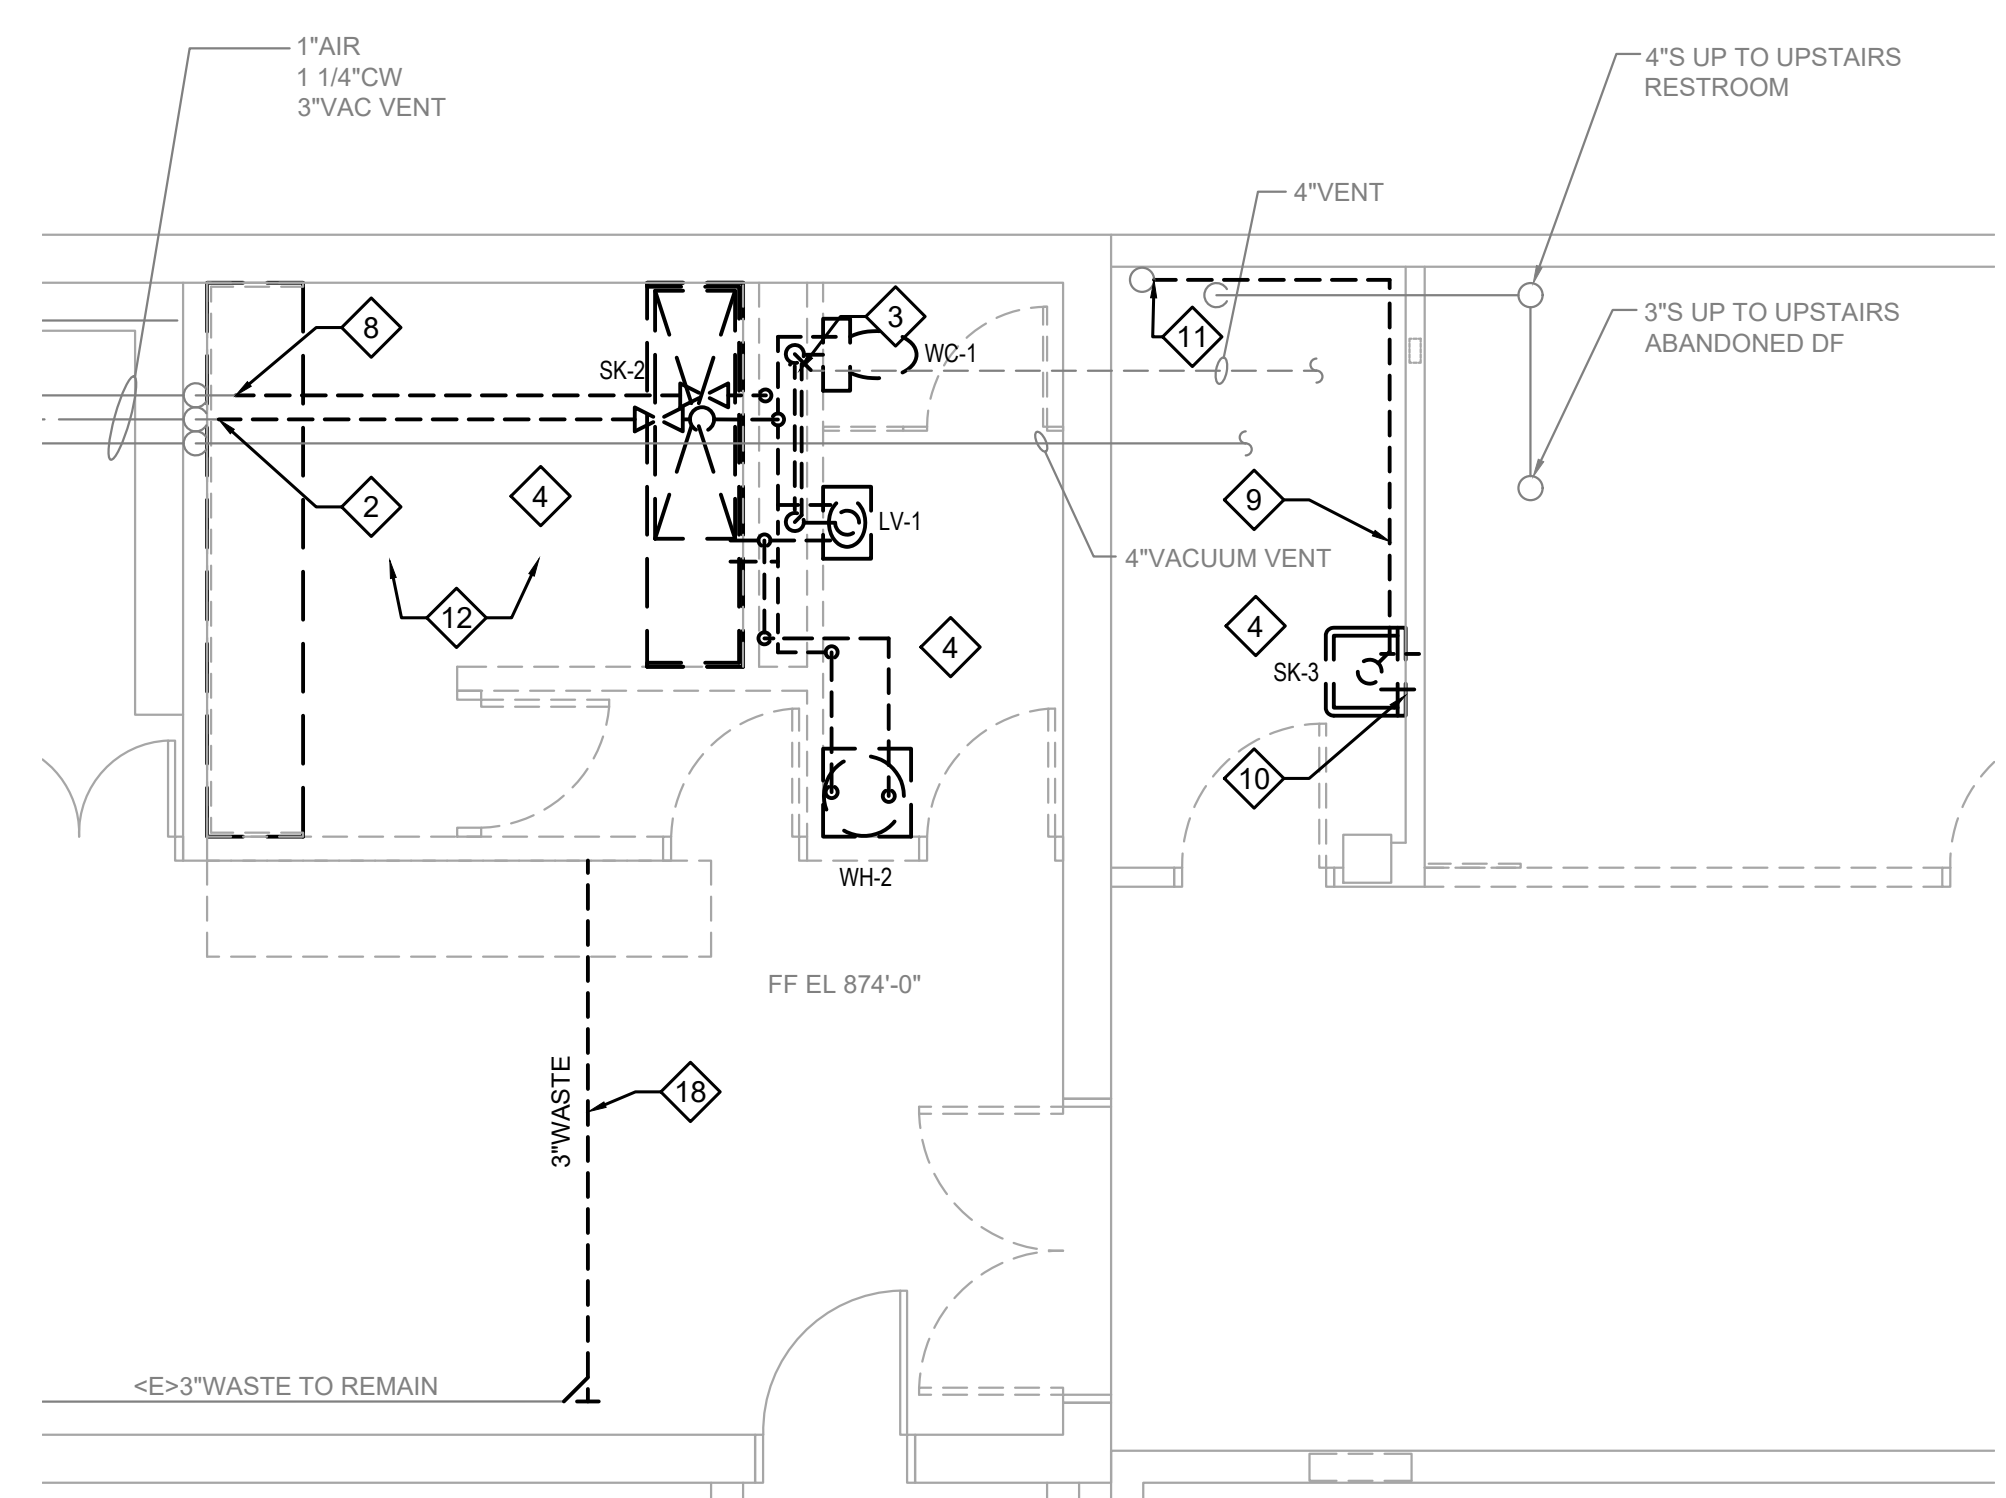 1"AIR
1 1/4"CW
3"VAC VENT
4"S UP TO UPSTAIRS
RESTROOM
4"VENT
3"S UP TO UPSTAIRS
ABANDONED DF
8
3
11
SK-2
WC-1
2
4
9
LV-1
4"VACUUM VENT
12
4
4
SK-3
10
WH-2
FF EL 874'-0"
3"WASTE
18
<E>3"WASTE TO REMAIN